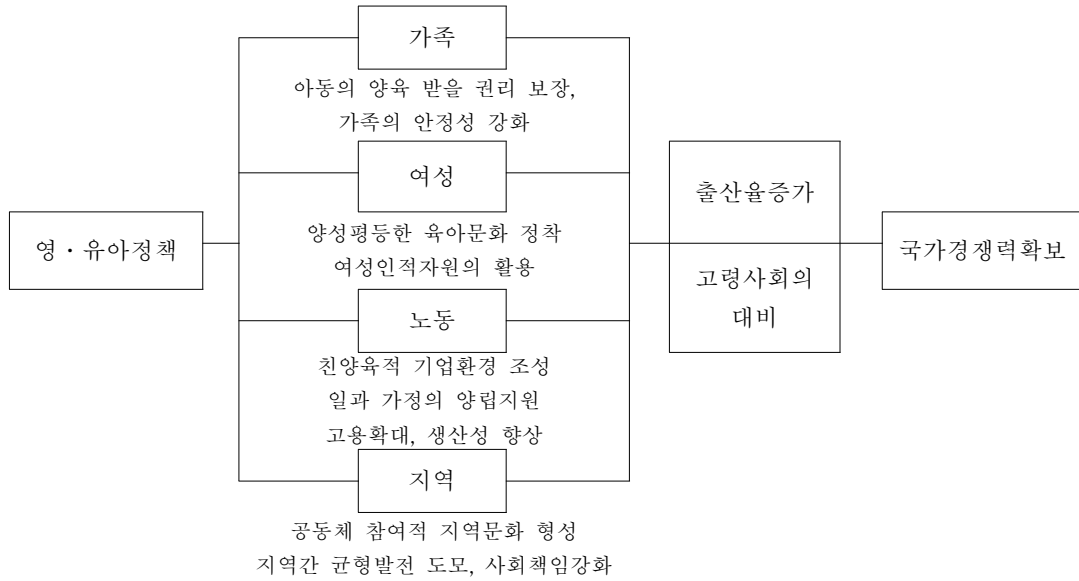 가족
아동의 양육 받을 권리 보장,
가족의 안정성 강화
여성
양성평등한 육아문화 정착
여성인적자원의 활용
영·유아정책
노동
친양육적 기업환경 조성
일과 가정의 양립지원
고용확대, 생산성 향상
지역
공동체 참여적 지역문화 형성
지역간 균형발전 도모, 사회책임강화
출산율증가
고령사회의
대비
국가경쟁력확보